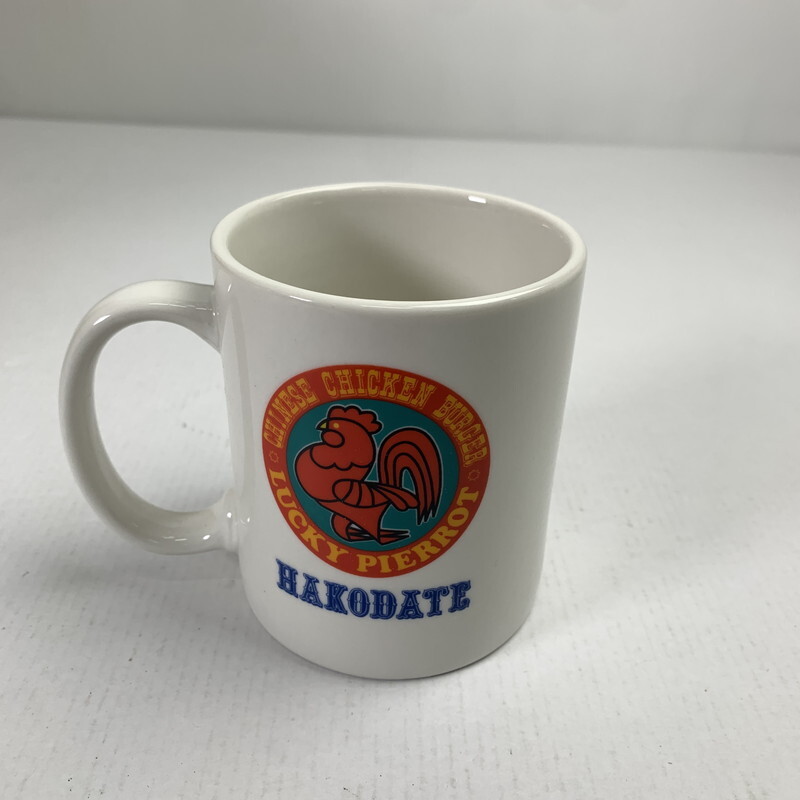 CHINESE CHICKEN BURGER
LUCKY PIERROT
HAKODATE